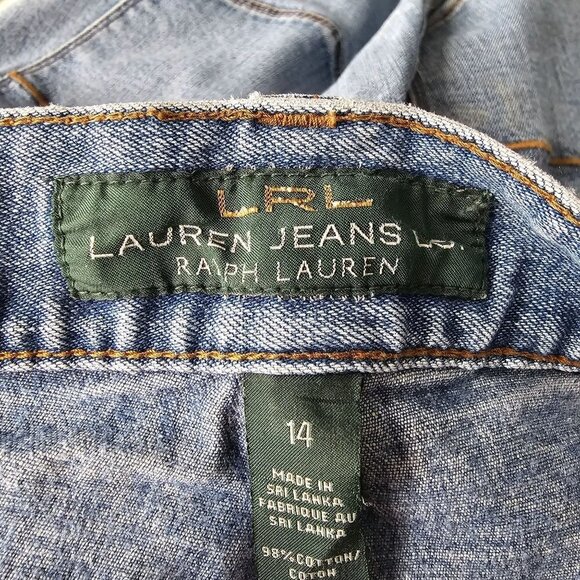 LRL
LAUREN JEANS Co.
RALPH LAUREN
14
MADE IN
SRI LANKA
FABRIQUE AU
SRI LANKA
98% COTTON/
COTON